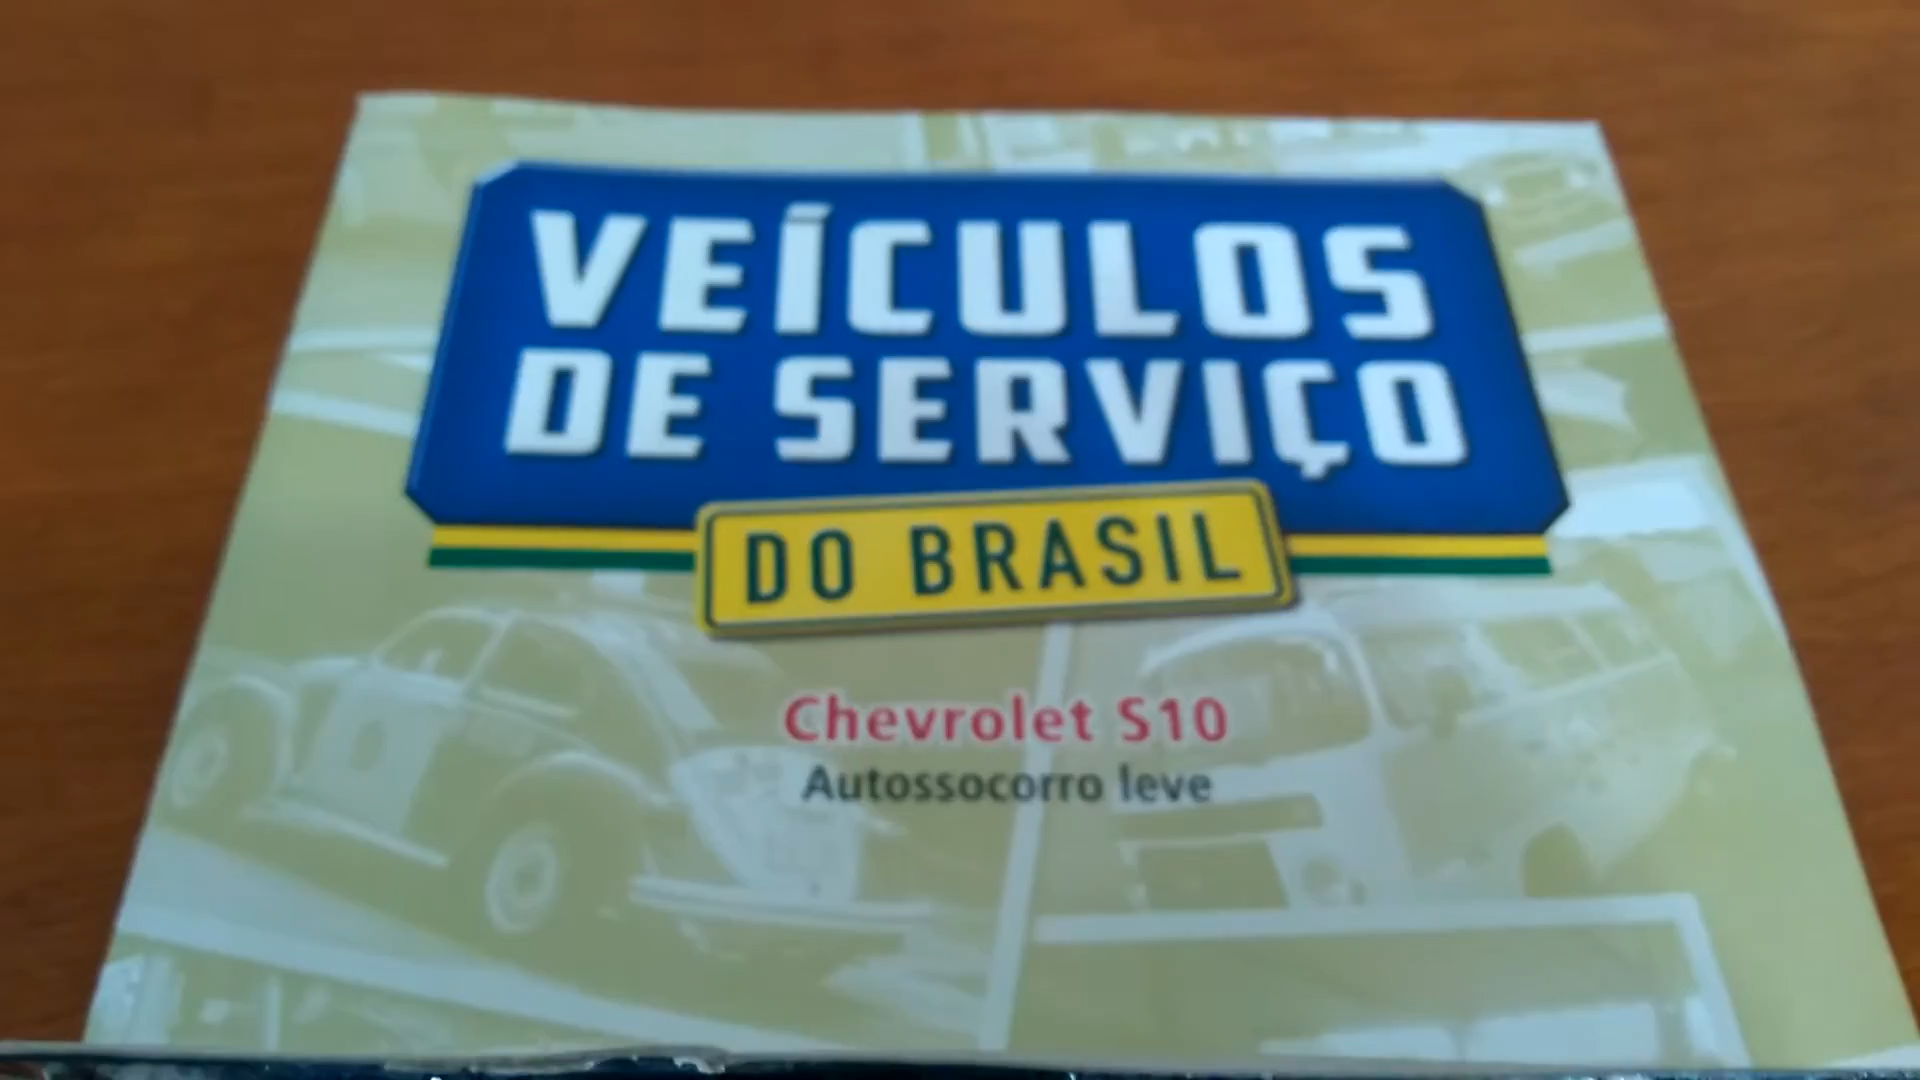 VEÍCULOS
DE SERVIÇO
DO BRASIL
Chevrolet S10
Autossocorro leve